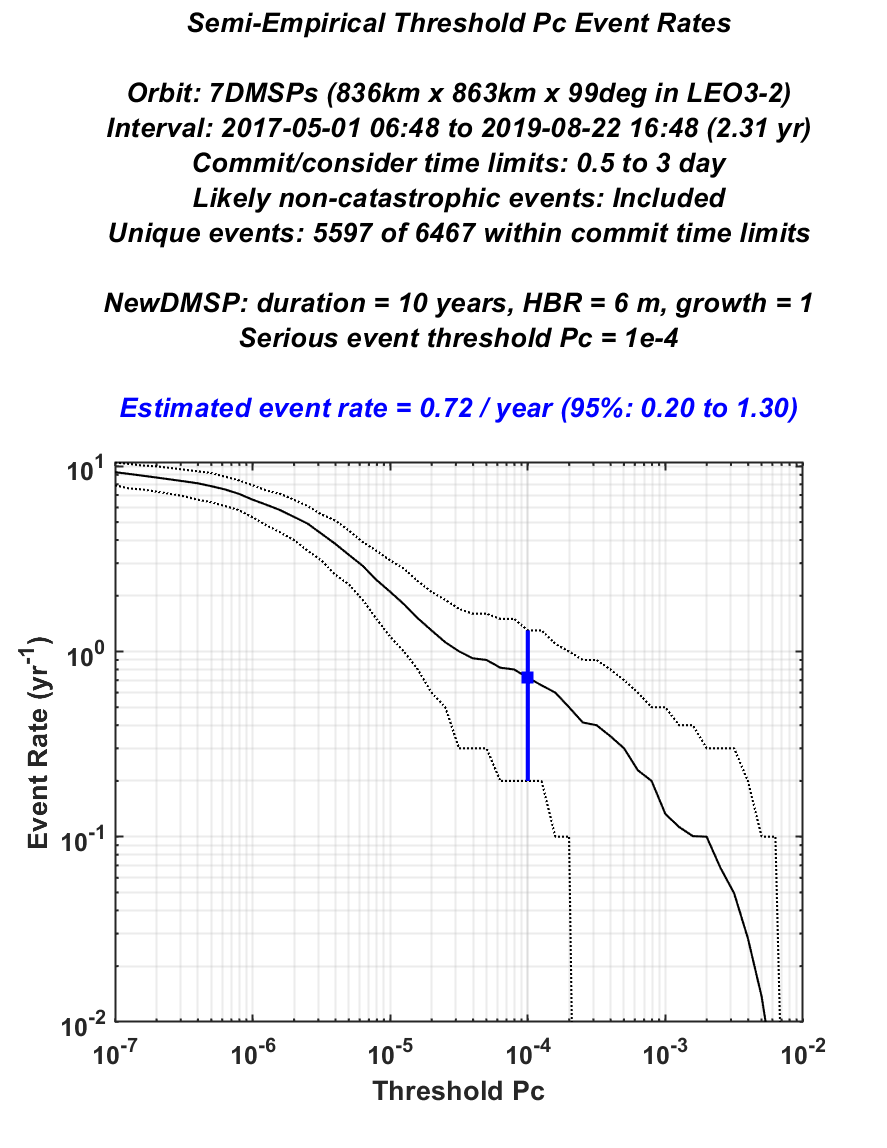 Semi-Empirical Threshold Pc Event Rates
Orbit: 7DMSPs (836km x 863km x 99deg in LEO3-2)
Interval: 2017-05-01 06:48 to 2019-08-22 16:48 (2.31 yr)
Commit/consider time limits: 0.5 to 3 day
Likely non-catastrophic events: Included
Unique events: 5597 of 6467 within commit time limits
NewDMSP: duration = 10 years, HBR = 6 m, growth = 1
Serious event threshold Pc = 1e-4
Estimated event rate = 0.72 / year (95%: 0.20 to 1.30)
10^1
10^0
10^-1
10^-2
Event Rate (yr^-1)
10^-7 10^-6 10^-5 10^-4 10^-3 10^-2
Threshold Pc